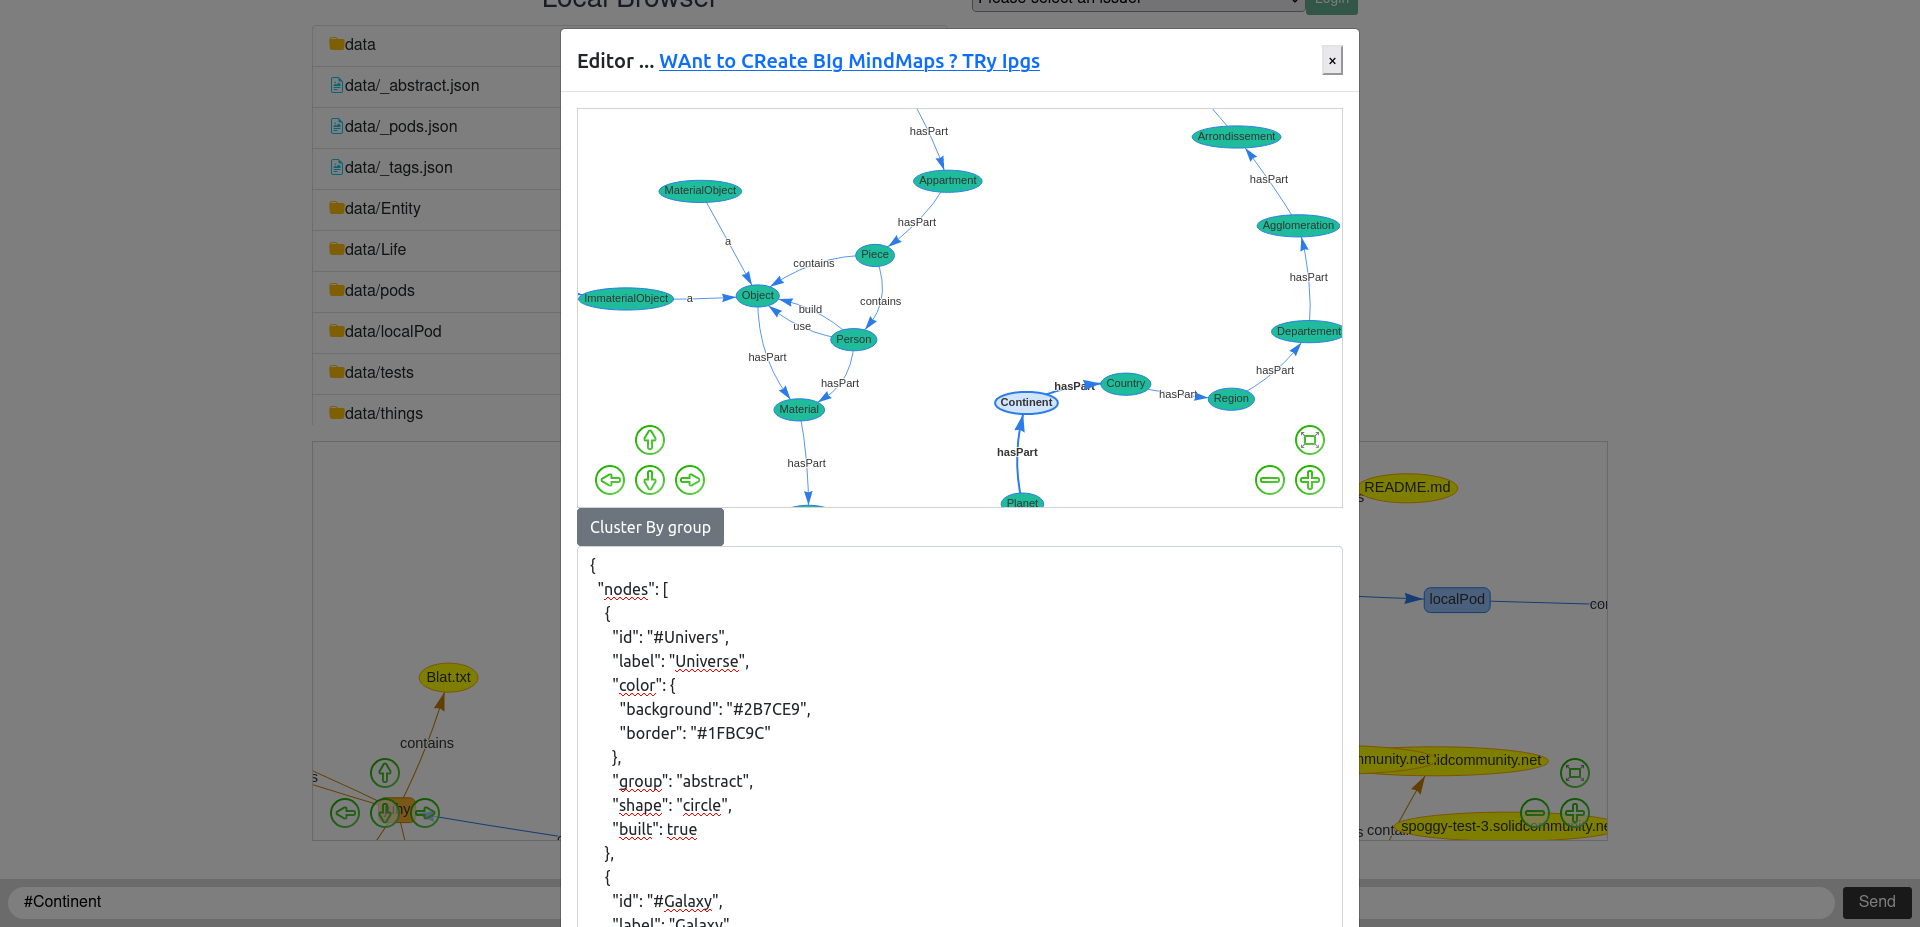 Local Browser
Please select an issuer
Login
data
data/_abstract.json
data/_pods.json
data/_tags.json
data/Entity
data/Life
data/pods
data/localPod
data/tests
data/things
Editor ... WAnt to CReate BIg MindMaps ? TRy Ipgs
×
hasPart
Arrondissement
Appartment
hasPart
MaterialObject
hasPart
Agglomeration
a
Piece
contains
hasPart
ImmaterialObject
a
Object
contains
build
use
Person
Departement
hasPart
hasPart
hasPart
Continent
hasPart
Country
hasPart
Region
Material
hasPart
hasPart
Planet
Cluster By group
{
"nodes": [
{
"id": "#Univers",
"label": "Universe",
"color": {
"background": "#2B7CE9",
"border": "#1FBC9C"
},
"group": "abstract",
"shape": "circle",
"built": true
},
{
"id": "#Galaxy",
"label": "Galaxy"
README.md
localPod
Blat.txt
contains
idcommunity.net
spoggy-test-3.solidcommunity.ne
#Continent
Send